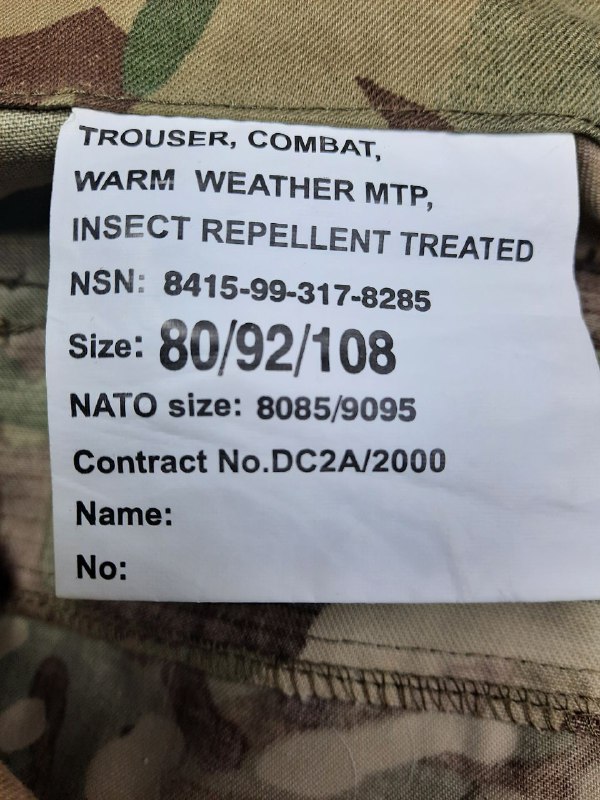 TROUSER, COMBAT,
WARM WEATHER MTP,
INSECT REPELLENT TREATED
NSN: 8415-99-317-8285
Size: 80/92/108
NATO size: 8085/9095
Contract No.DC2A/2000
Name:
No: